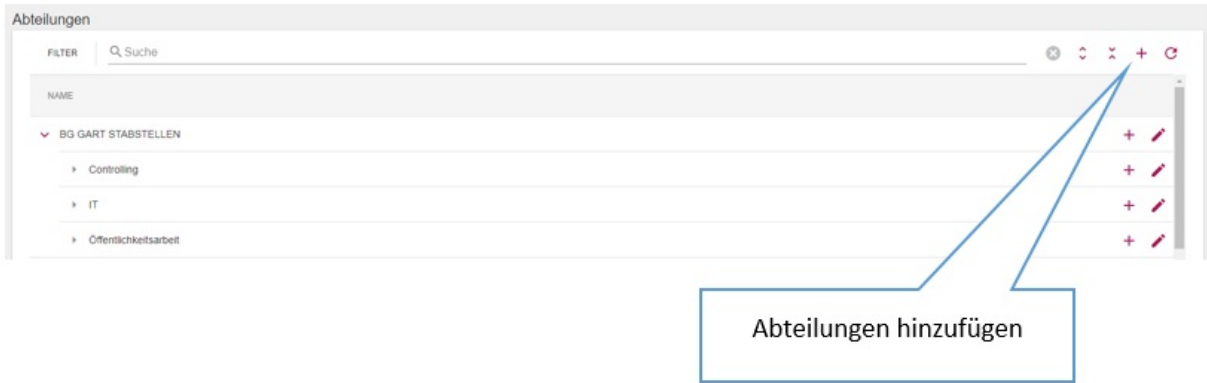 Abteilungen
FILTER Suche
NAME
BG GART STABSTELLEN
Controlling
IT
Öffentlichkeitsarbeit
Abteilungen hinzufügen